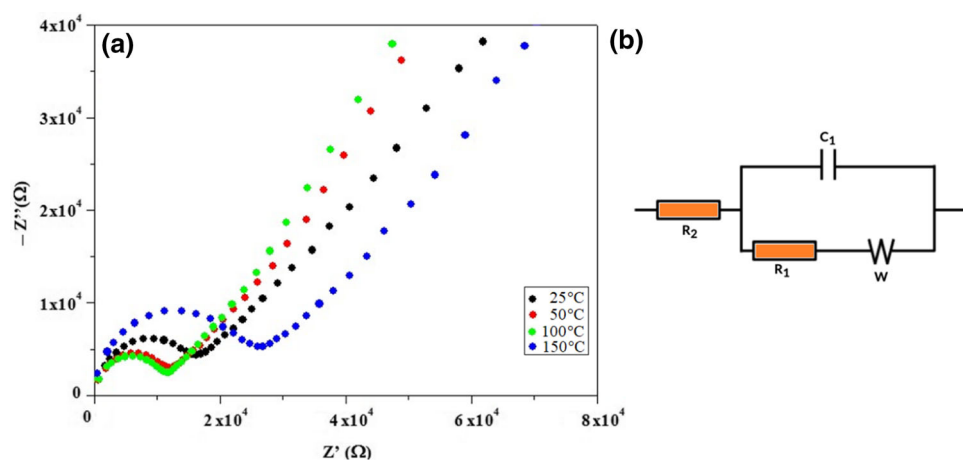 (a)
4x10⁴
3x10⁴
2x10⁴
1x10⁴
0
– Z’’(Ω)
0
2x10⁴
4x10⁴
6x10⁴
8x10⁴
Z’ (Ω)
25°C
50°C
100°C
150°C
(b)
C₁
R₂
R₁
W